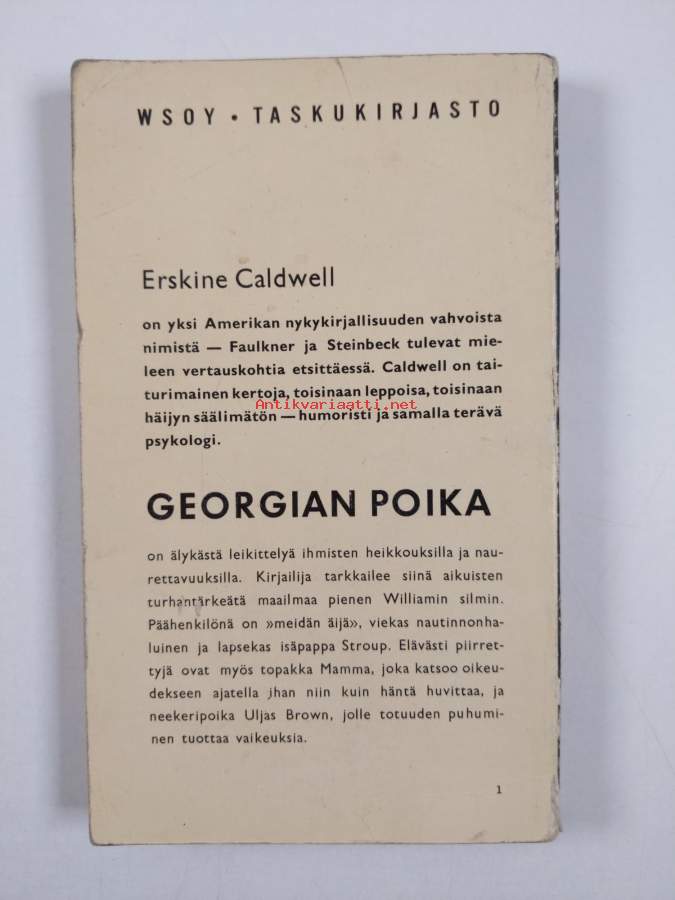 WSOY • TASKUKIRJASTO
Erskine Caldwell
on yksi Amerikan nykykirjallisuuden vahvoista
nimistä — Faulkner ja Steinbeck tulevat mie-
leen vertauskohtia etsittäessä. Caldwell on tai-
turimainen kertoja, toisinaan leppoisa, toisinaan
Antikvariaatti.net
häijyn säälimätön — humoristi ja samalla terävä
psykologi.
GEORGIAN POIKA
on älykästä leikittelyä ihmisten heikkouksilla ja nau-
rettavuuksilla. Kirjailija tarkkailee siinä aikuisten
turhantärkeätä maailmaa pienen Williamin silmin.
Päähenkilönä on »meidän äijä», viekas nautinnonha-
luinen ja lapsekas isäpappa Stroup. Elävästi piirret-
tyjä ovat myös topakka Mamma, joka katsoo oikeu-
dekseen ajatella ihan niin kuin häntä huvittaa, ja
neekeripoika Uljas Brown, jolle totuuden puhumi-
nen tuottaa vaikeuksia.
1